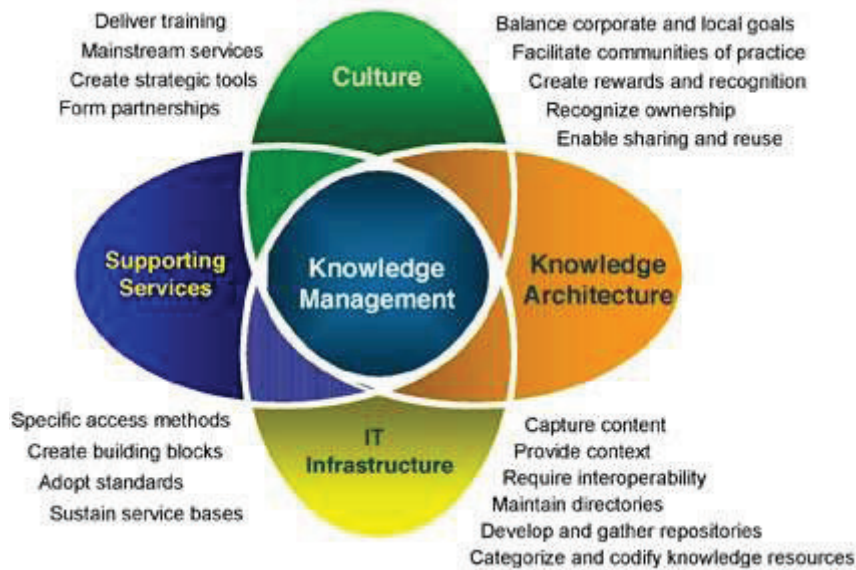 Deliver training
Mainstream services
Create strategic tools
Form partnerships
Culture
Balance corporate and local goals
Facilitate communities of practice
Create rewards and recognition
Recognize ownership
Enable sharing and reuse
Supporting
Services
Knowledge
Management
Knowledge
Architecture
Specific access methods
Create building blocks
Adopt standards
Sustain service bases
IT
Infrastructure
Capture content
Provide context
Require interoperability
Maintain directories
Develop and gather repositories
Categorize and codify knowledge resources